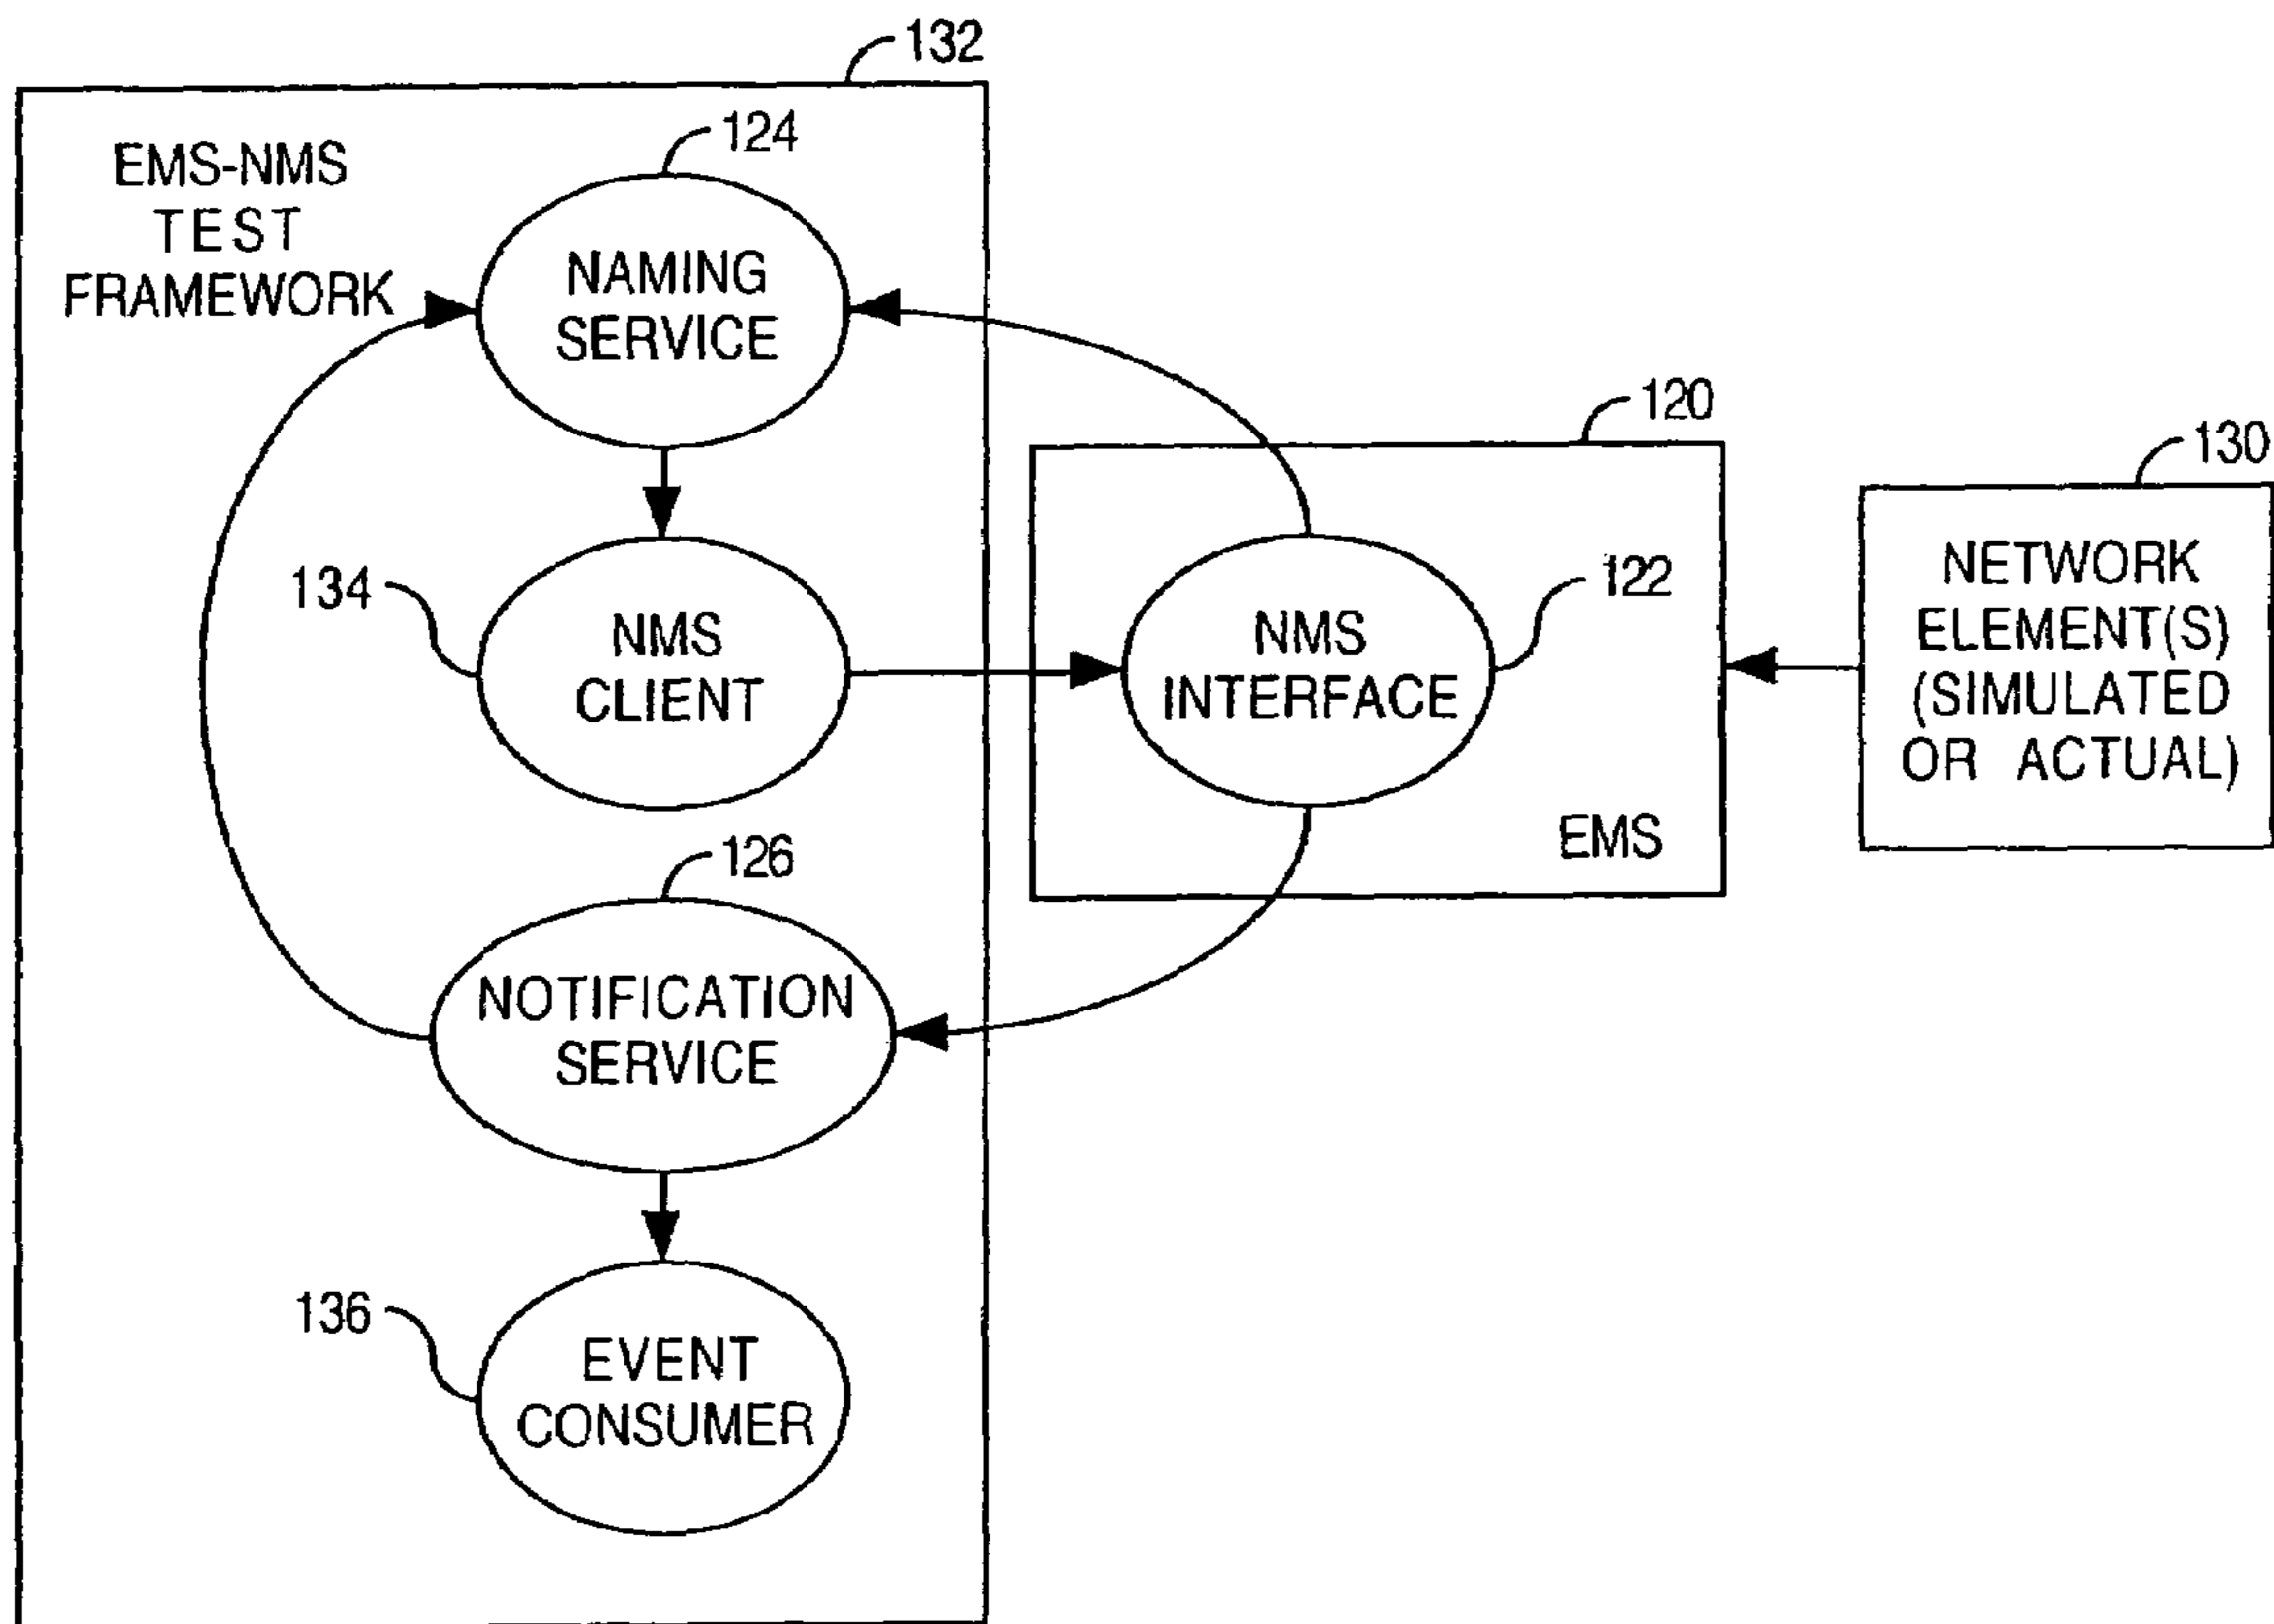 132
EMS-NMS
TEST
FRAMEWORK
124
NAMING
SERVICE
134
NMS
CLIENT
126
NOTIFICATION
SERVICE
136
EVENT
CONSUMER
120
122
NMS
INTERFACE
EMS
130
NETWORK
ELEMENT(S)
(SIMULATED
OR ACTUAL)